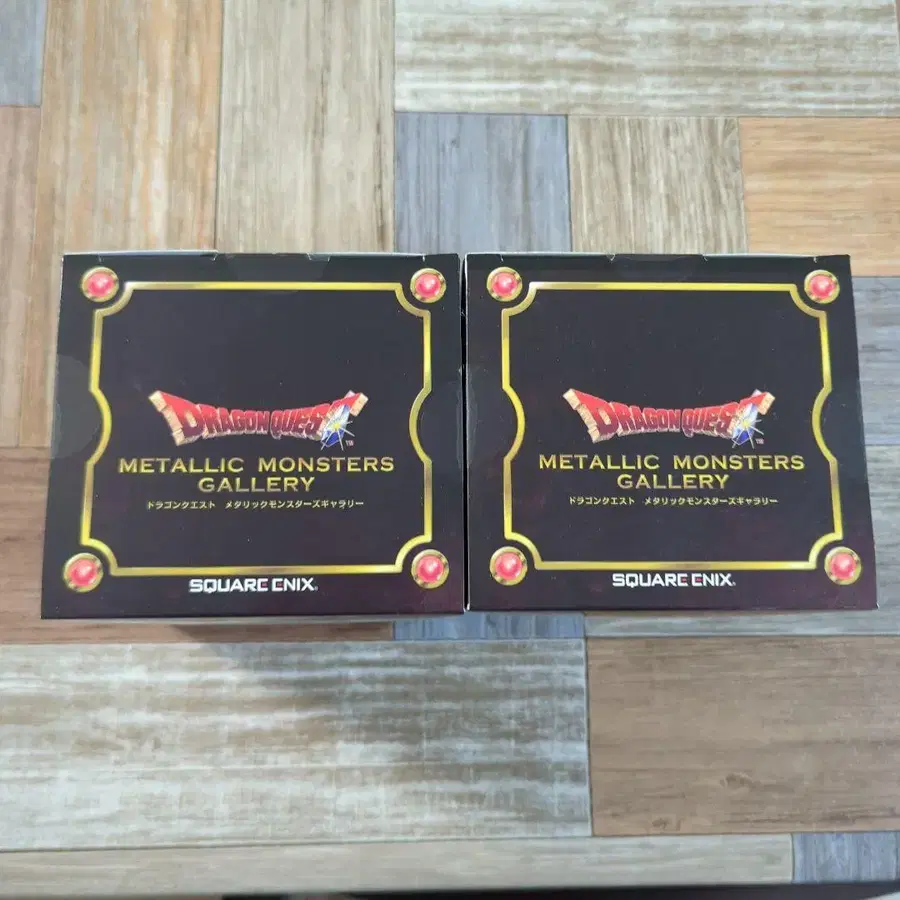 DRAGON QUEST
TM
METALLIC MONSTERS
GALLERY
ドラゴンクエスト メタリックモンスターズギャラリー
SQUARE ENIX
DRAGON QUEST
TM
METALLIC MONSTERS
GALLERY
ドラゴンクエスト メタリックモンスターズギャラリー
SQUARE ENIX